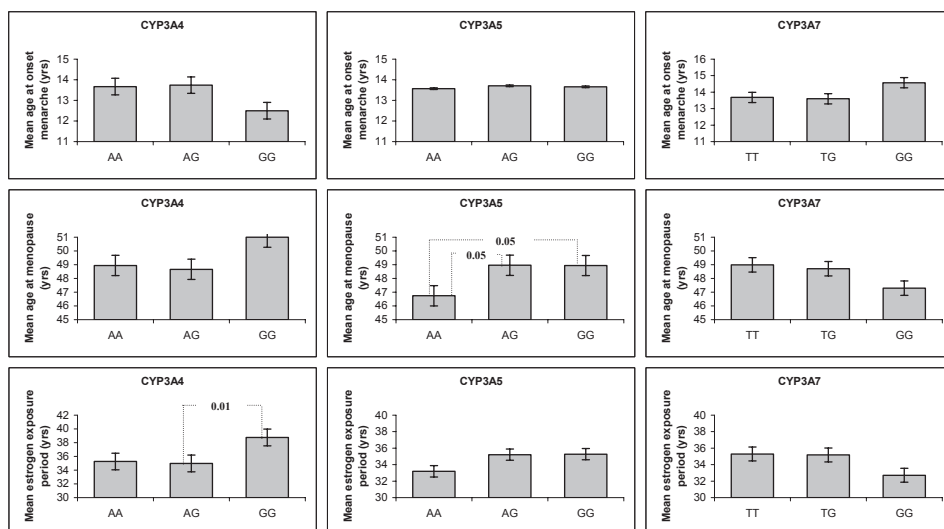 CYP3A4
Mean age at onset
menarche (yrs)
15
14
13
12
11
AA AG GG
CYP3A5
Mean age at onset
menarche (yrs)
15
14
13
12
11
AA AG GG
CYP3A7
Mean age at onset
menarche (yrs)
16
15
14
13
12
11
TT TG GG
CYP3A4
Mean age at menopause
(yrs)
51
50
49
48
47
46
45
AA AG GG
CYP3A5
Mean age at menopause
(yrs)
51
50
49
48
47
46
45
0.05
0.05
AA AG GG
CYP3A7
Mean age at menopause
(yrs)
51
50
49
48
47
46
45
TT TG GG
CYP3A4
Mean estrogen exposure
period (yrs)
42
40
38
36
34
32
30
0.01
AA AG GG
CYP3A5
Mean estrogen exposure
period (yrs)
40
38
36
34
32
30
AA AG GG
CYP3A7
Mean estrogen exposure
period (yrs)
40
38
36
34
32
30
TT TG GG